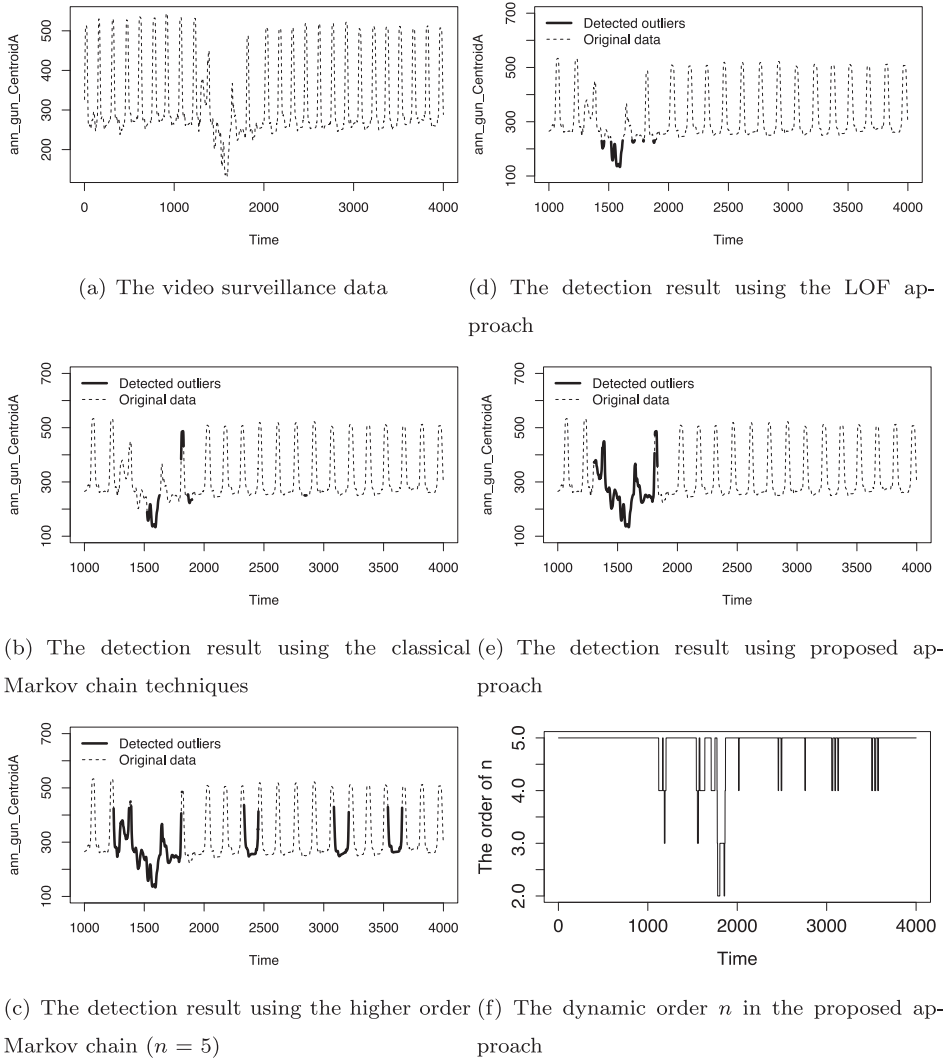 ann_gun_CentroidA
500
400
300
200
0
1000
2000
3000
4000
Time
(a) The video surveillance data
ann_gun_CentroidA
700
500
300
100
Detected outliers
Original data
1000
1500
2000
2500
3000
3500
4000
Time
(d) The detection result using the LOF ap-
proach
ann_gun_CentroidA
700
500
300
100
Detected outliers
Original data
1000
1500
2000
2500
3000
3500
4000
Time
(b) The detection result using the classical
Markov chain techniques
ann_gun_CentroidA
700
500
300
100
Detected outliers
Original data
1000
1500
2000
2500
3000
3500
4000
Time
(e) The detection result using proposed ap-
proach
ann_gun_CentroidA
700
500
300
100
Detected outliers
Original data
1000
1500
2000
2500
3000
3500
4000
Time
(c) The detection result using the higher order
Markov chain (n = 5)
The order of n
5.0
4.0
3.0
2.0
0
1000
2000
3000
4000
Time
(f) The dynamic order n in the proposed ap-
proach